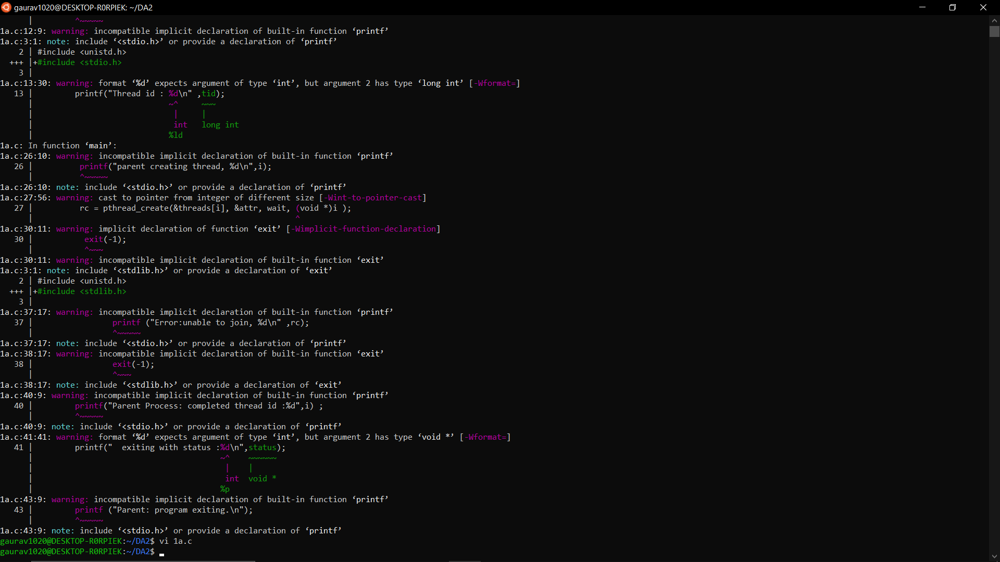 gaurav1020@DESKTOP-R0RPIEK: ~/DA2
| ^~~~~~
1a.c:12:9: warning: incompatible implicit declaration of built-in function ‘printf’
1a.c:3:1: note: include ‘<stdio.h>’ or provide a declaration of ‘printf’
2 | #include <unistd.h>
+++ |+#include <stdio.h>
3 |
1a.c:13:30: warning: format ‘%d’ expects argument of type ‘int’, but argument 2 has type ‘long int’ [-Wformat=]
13 | printf("Thread id : %d\n" ,tid);
| ~^ ~~~
| | |
| int long int
| %ld
1a.c: In function ‘main’:
1a.c:26:10: warning: incompatible implicit declaration of built-in function ‘printf’
26 | printf("parent creating thread, %d\n",i);
| ^~~~~~
1a.c:26:10: note: include ‘<stdio.h>’ or provide a declaration of ‘printf’
1a.c:27:56: warning: cast to pointer from integer of different size [-Wint-to-pointer-cast]
27 | rc = pthread_create(&threads[i], &attr, wait, (void *)i );
| ^
1a.c:30:11: warning: implicit declaration of function ‘exit’ [-Wimplicit-function-declaration]
30 | exit(-1);
| ^~~~
1a.c:30:11: warning: incompatible implicit declaration of built-in function ‘exit’
1a.c:3:1: note: include ‘<stdlib.h>’ or provide a declaration of ‘exit’
2 | #include <unistd.h>
+++ |+#include <stdlib.h>
3 |
1a.c:37:17: warning: incompatible implicit declaration of built-in function ‘printf’
37 | printf ("Error:unable to join, %d\n" ,rc);
| ^~~~~~
1a.c:37:17: note: include ‘<stdio.h>’ or provide a declaration of ‘printf’
1a.c:38:17: warning: incompatible implicit declaration of built-in function ‘exit’
38 | exit(-1);
| ^~~~
1a.c:38:17: note: include ‘<stdlib.h>’ or provide a declaration of ‘exit’
1a.c:40:9: warning: incompatible implicit declaration of built-in function ‘printf’
40 | printf("Parent Process: completed thread id :%d",i) ;
| ^~~~~~
1a.c:40:9: note: include ‘<stdio.h>’ or provide a declaration of ‘printf’
1a.c:41:41: warning: format ‘%d’ expects argument of type ‘int’, but argument 2 has type ‘void *’ [-Wformat=]
41 | printf("  exiting with status :%d\n",status);
| ~^ ~~~~~~
| | |
| int void *
| %p
1a.c:43:9: warning: incompatible implicit declaration of built-in function ‘printf’
43 | printf ("Parent: program exiting.\n");
| ^~~~~~
1a.c:43:9: note: include ‘<stdio.h>’ or provide a declaration of ‘printf’
gaurav1020@DESKTOP-R0RPIEK:~/DA2$ vi 1a.c
gaurav1020@DESKTOP-R0RPIEK:~/DA2$